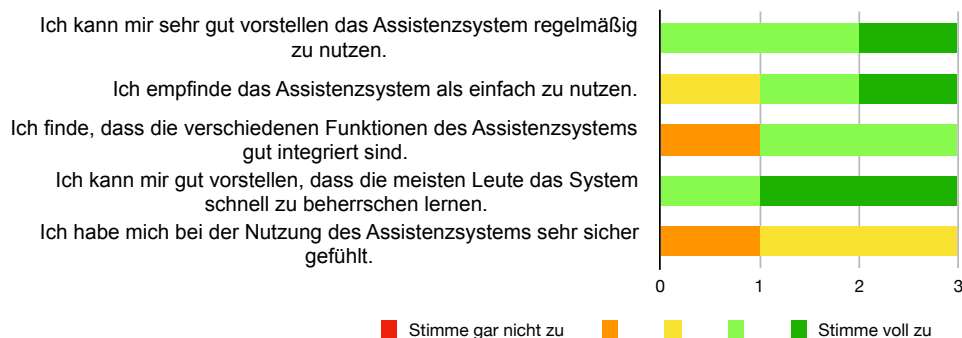 Ich kann mir sehr gut vorstellen das Assistenzsystem regelmäßig
zu nutzen.
Ich empfinde das Assistenzsystem als einfach zu nutzen.
Ich finde, dass die verschiedenen Funktionen des Assistenzsystems
gut integriert sind.
Ich kann mir gut vorstellen, dass die meisten Leute das System
schnell zu beherrschen lernen.
Ich habe mich bei der Nutzung des Assistenzsystems sehr sicher
gefühlt.
0 1 2 3
Stimme gar nicht zu Stimme voll zu